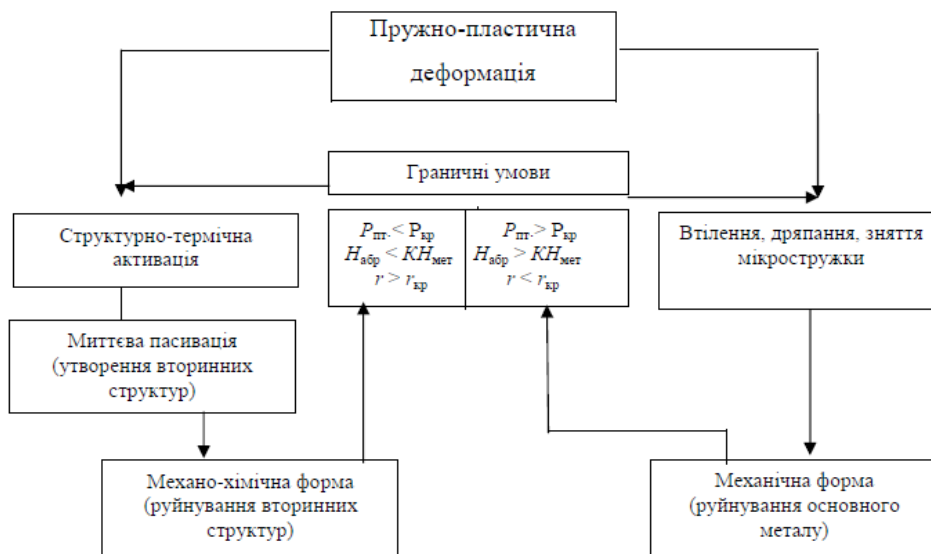 Пружно-пластична
деформація
Граничні умови
Структурно-термічна
активація
Pпт.< Pкр
Hабр < KHмет
r > rкр
Pпт.> Pкр
Hабр > KHмет
r < rкр
Втілення, дряпання, зняття
мікростружки
Миттєва пасивація
(утворення вторинних
структур)
Механо-хімічна форма
(руйнування вторинних
структур)
Механічна форма
(руйнування основного
металу)